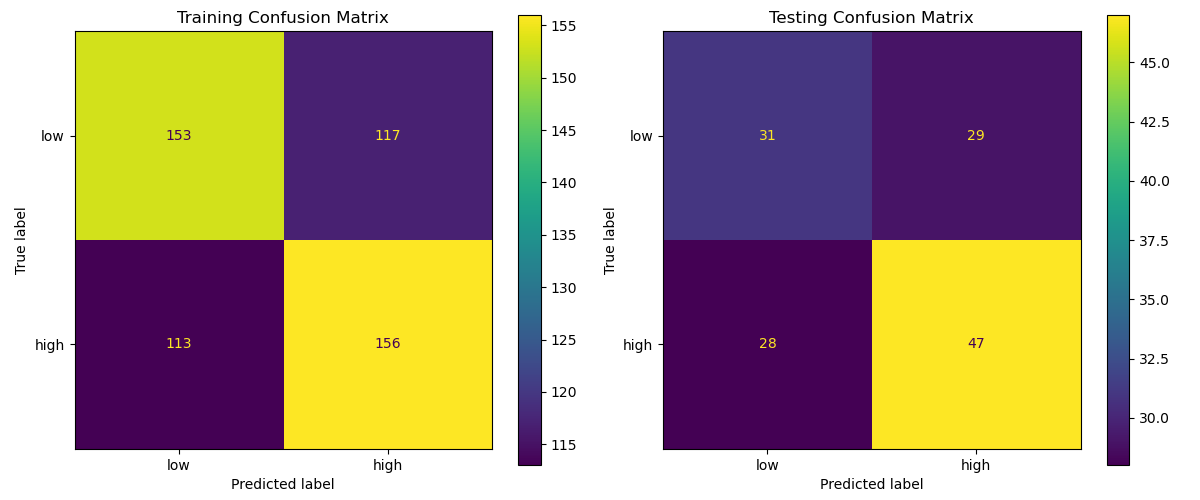 Training Confusion Matrix
True label
low
high
153
117
113
156
low
high
Predicted label
155
150
145
140
135
130
125
120
115
Testing Confusion Matrix
True label
low
high
31
29
28
47
low
high
Predicted label
45.0
42.5
40.0
37.5
35.0
32.5
30.0